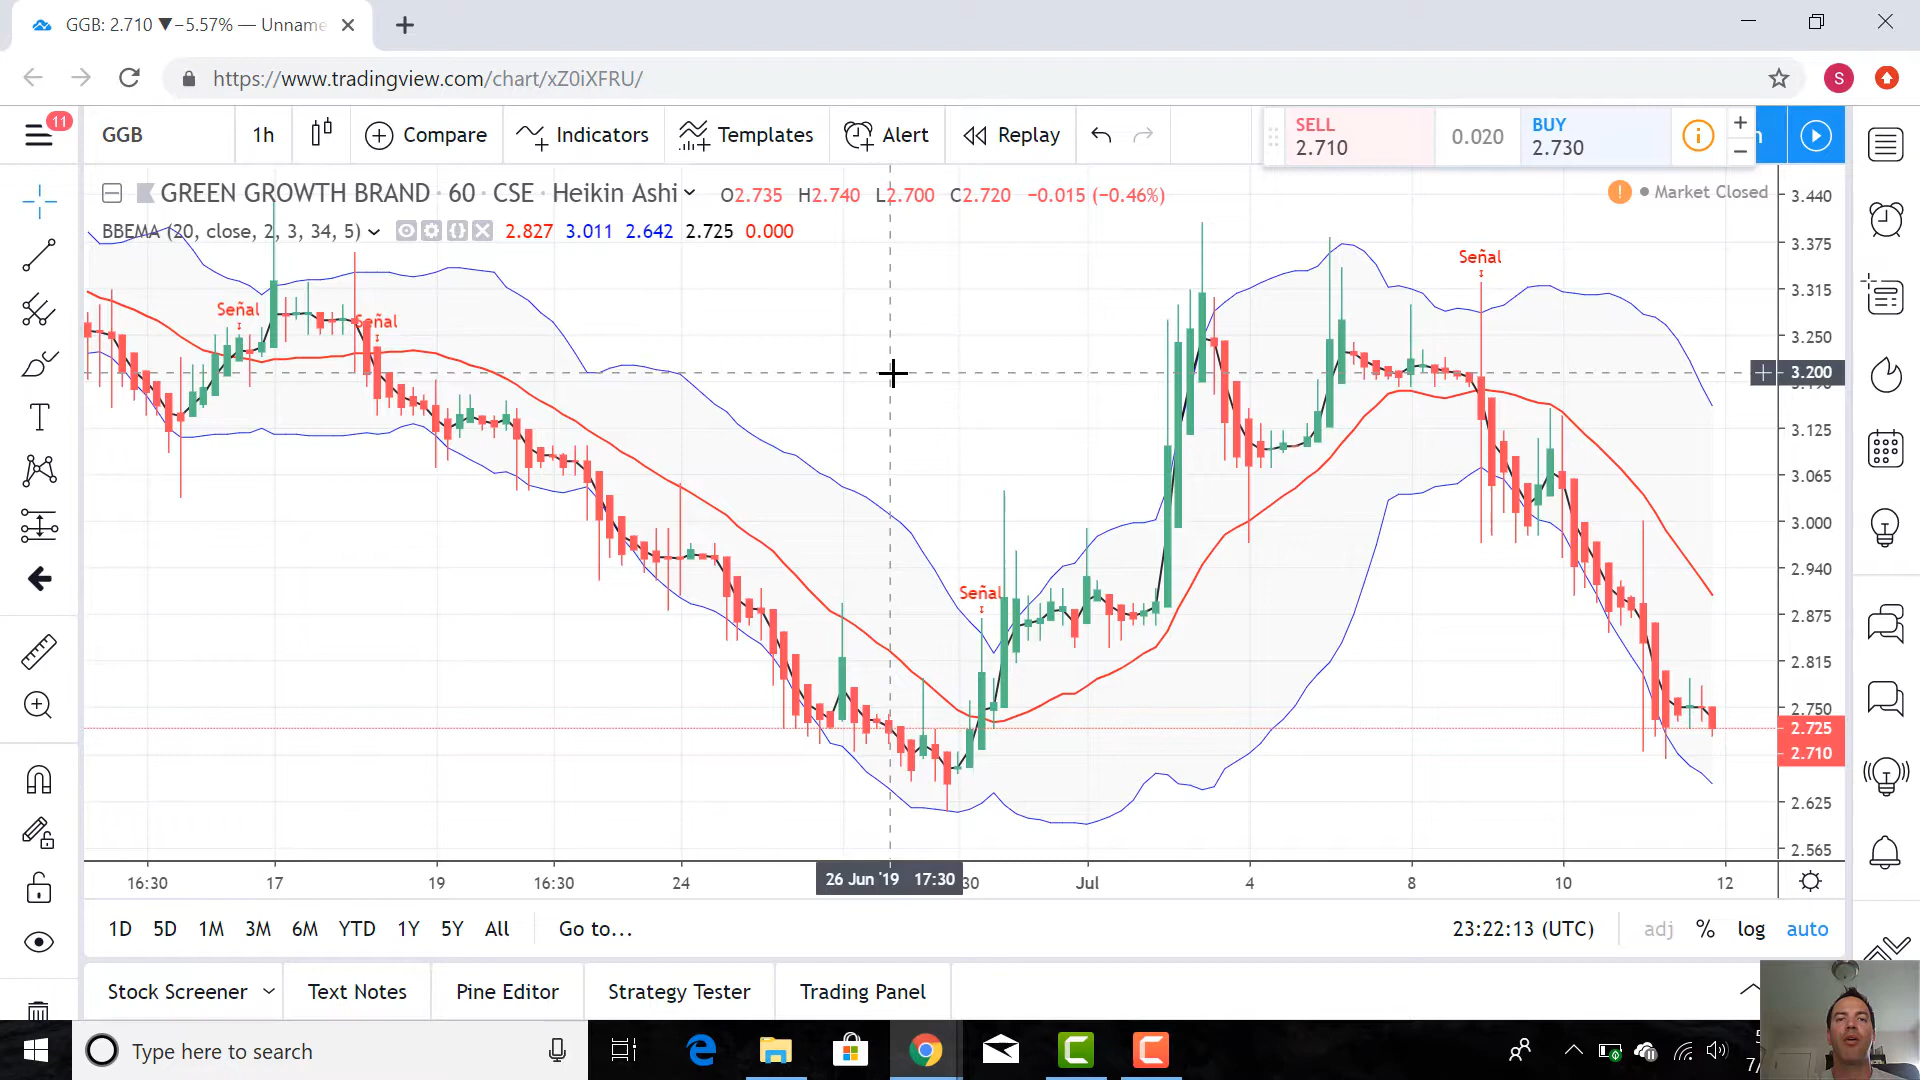 GGB: 2.710 ▼−5.57% — Unname
https://www.tradingview.com/chart/xZ0iXFRU/
S
11
GGB
1h
Compare
Indicators
Templates
Alert
Replay
SELL
2.710
0.020
BUY
2.730
GREEN GROWTH BRAND · 60 · CSE · Heikin Ashi
O2.735 H2.740 L2.700 C2.720 −0.015 (−0.46%)
Market Closed
BBEMA (20, close, 2, 3, 34, 5)
2.827 3.011 2.642 2.725 0.000
Señal
Señal
Señal
Señal
3.440
3.375
3.315
3.250
3.200
3.190
3.125
3.065
3.000
2.940
2.875
2.815
2.750
2.725
2.710
2.625
2.565
16:30
17
19
16:30
24
26 Jun '19 17:30
30
Jul
4
8
10
12
1D 5D 1M 3M 6M YTD 1Y 5Y All
Go to...
23:22:13 (UTC)
adj % log auto
Stock Screener
Text Notes
Pine Editor
Strategy Tester
Trading Panel
Type here to search